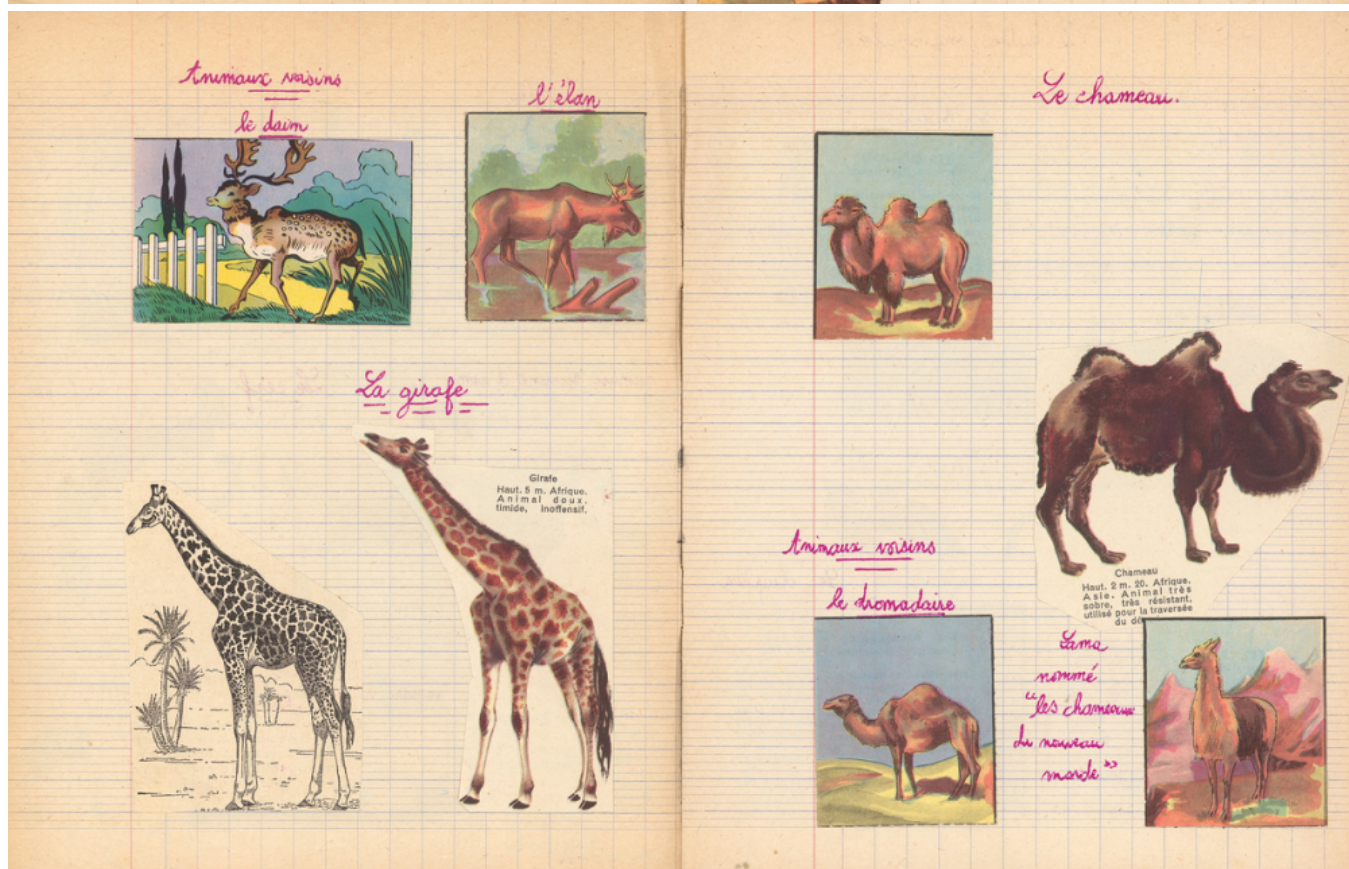 Animaux voisins
le daim
l'élan
La girafe
Girafe
Haut. 5 m. Afrique.
Animal doux,
timide, inoffensif.
Le chameau.
Chameau
Haut. 2 m. 20. Afrique.
Asie. Animal très
sobre, très résistant,
utilisé pour la traversée
du
Animaux voisins
le dromadaire
Lama
nommé
"les chameaux
du nouveau
monde"